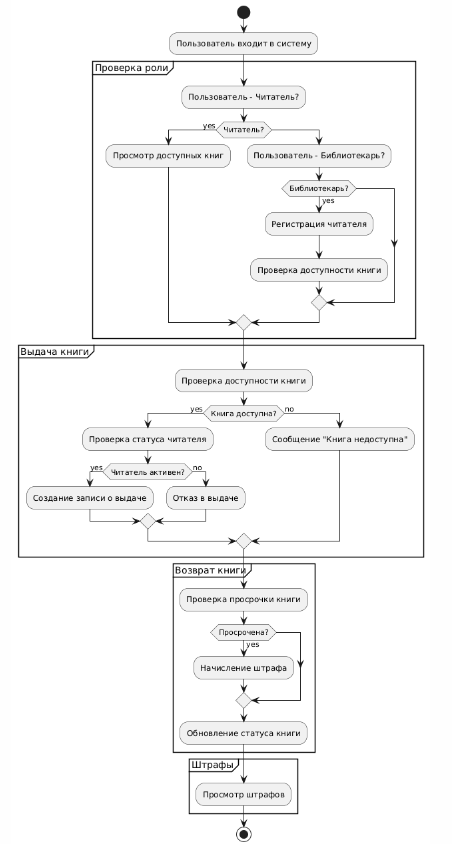 Пользователь входит в систему
Проверка роли
Пользователь - Читатель?
yes
Читатель?
Просмотр доступных книг
Пользователь - Библиотекарь?
Библиотекарь?
yes
Регистрация читателя
Проверка доступности книги
Выдача книги
Проверка доступности книги
yes
Книга доступна?
no
Проверка статуса читателя
Сообщение "Книга недоступна"
yes
Читатель активен?
no
Создание записи о выдаче
Отказ в выдаче
Возврат книги
Проверка просрочки книги
Просрочена?
yes
Начисление штрафа
Обновление статуса книги
Штрафы
Просмотр штрафов